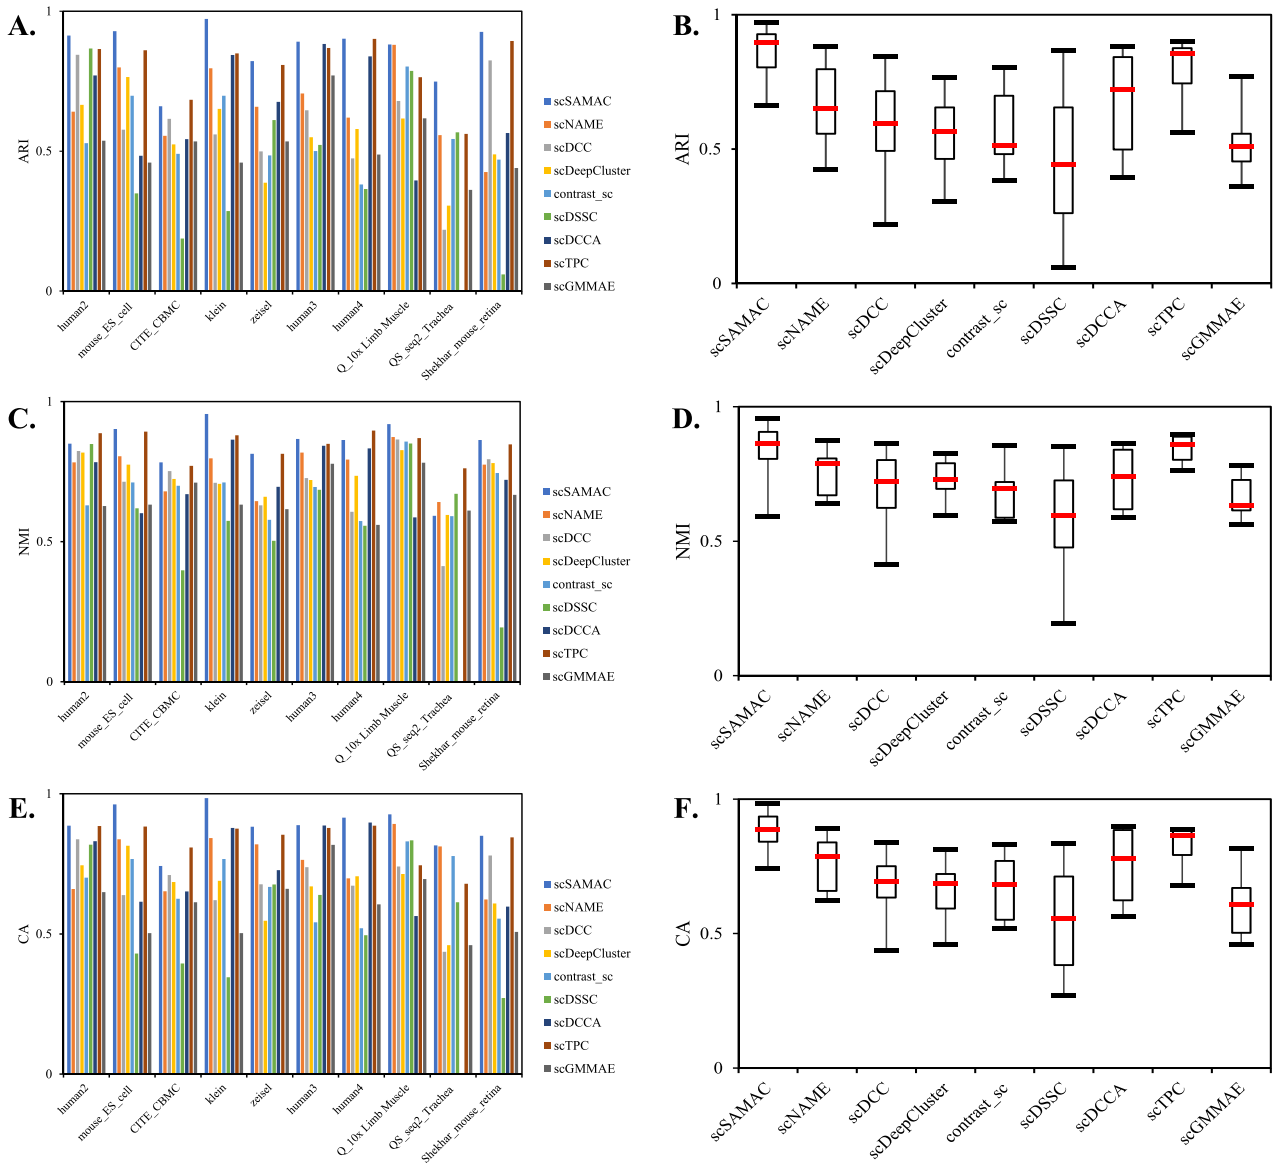 A.
1
0.5
0
ARI
human2
mouse_ES_cell
CITE_CBMC
klein
zeisel
human3
human4
Q_10x Limb Muscle
QS_seq2_Trachea
Shekhar_mouse_retina
scSAMAC
scNAME
scDCC
scDeepCluster
contrast_sc
scDSSC
scDCCA
scTPC
scGMMAE
B.
1
0.5
0
ARI
scSAMAC
scNAME
scDCC
scDeepCluster
contrast_sc
scDSSC
scDCCA
scTPC
scGMMAE
C.
1
0.5
0
NMI
human2
mouse_ES_cell
CITE_CBMC
klein
zeisel
human3
human4
Q_10x Limb Muscle
QS_seq2_Trachea
Shekhar_mouse_retina
scSAMAC
scNAME
scDCC
scDeepCluster
contrast_sc
scDSSC
scDCCA
scTPC
scGMMAE
D.
1
0.5
0
NMI
scSAMAC
scNAME
scDCC
scDeepCluster
contrast_sc
scDSSC
scDCCA
scTPC
scGMMAE
E.
1
0.5
0
CA
human2
mouse_ES_cell
CITE_CBMC
klein
zeisel
human3
human4
Q_10x Limb Muscle
QS_seq2_Trachea
Shekhar_mouse_retina
scSAMAC
scNAME
scDCC
scDeepCluster
contrast_sc
scDSSC
scDCCA
scTPC
scGMMAE
F.
1
0.5
0
CA
scSAMAC
scNAME
scDCC
scDeepCluster
contrast_sc
scDSSC
scDCCA
scTPC
scGMMAE